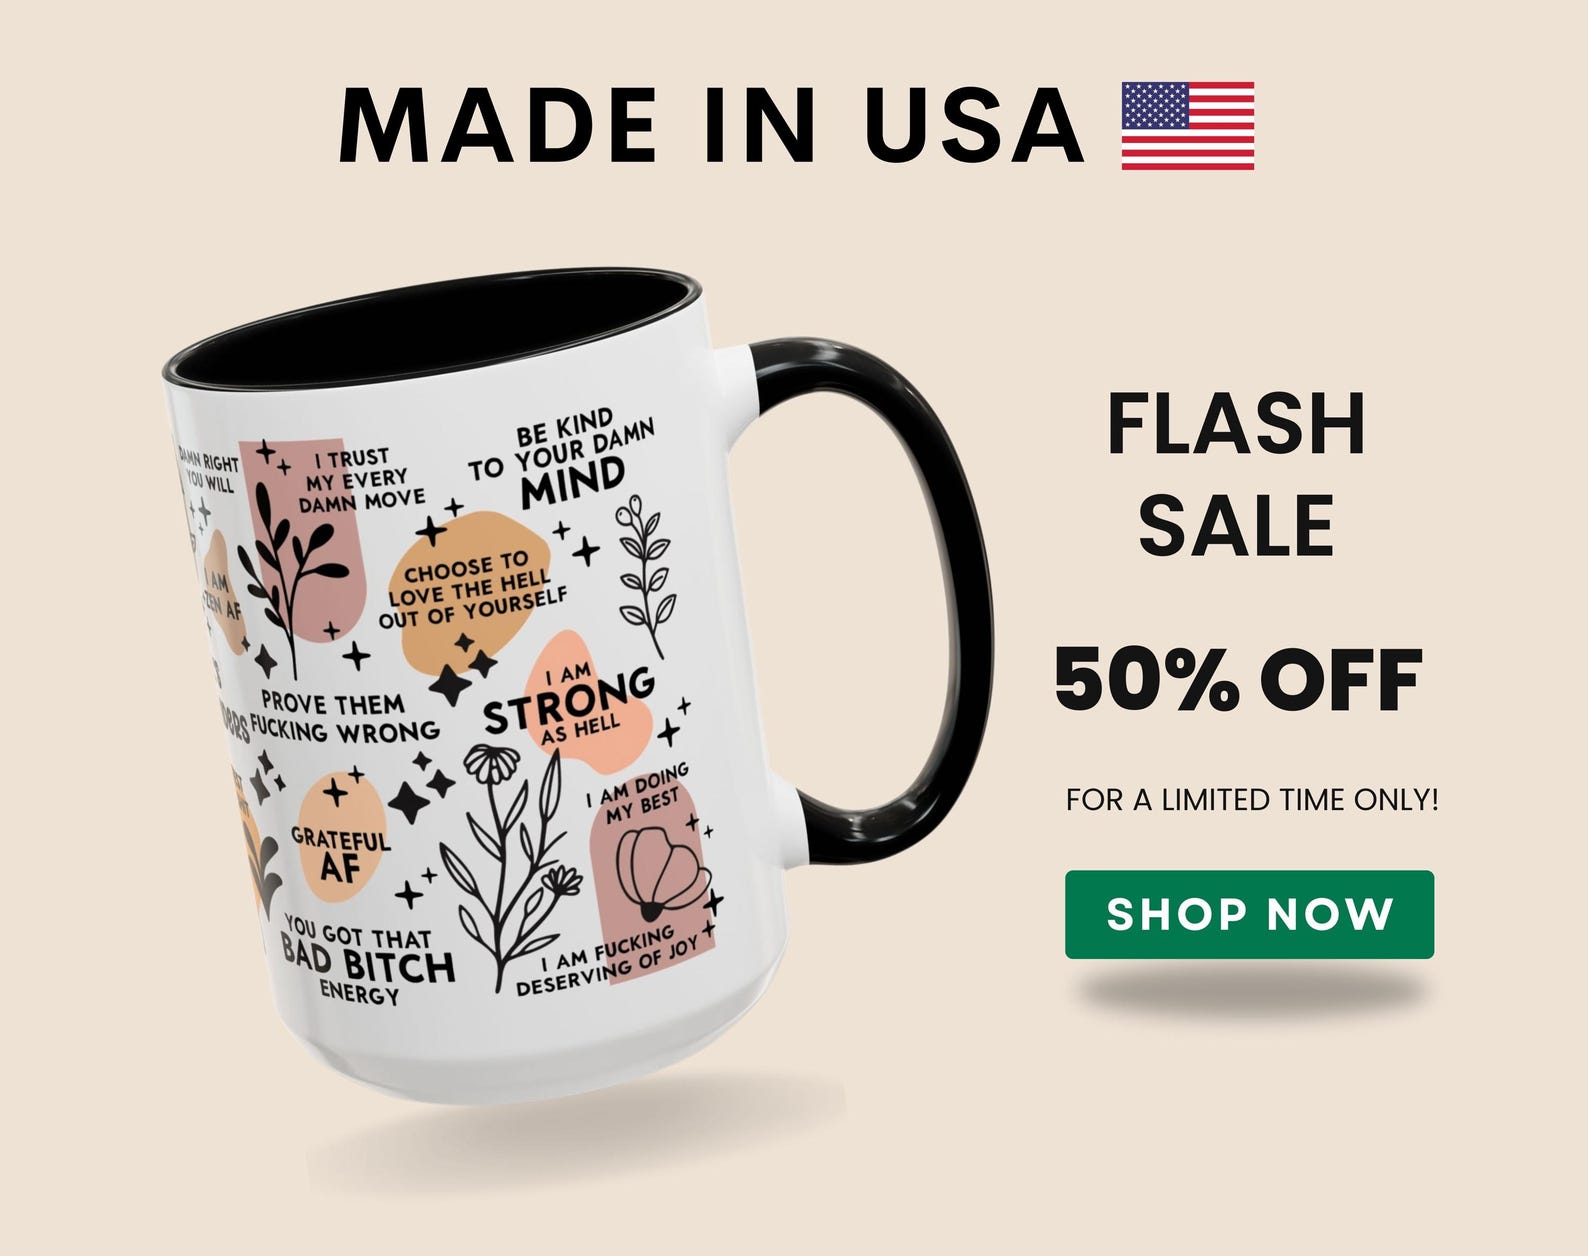 MADE IN USA
DAMN RIGHT
YOU WILL
I TRUST
MY EVERY
DAMN MOVE
BE KIND
TO YOUR DAMN
MIND
I AM
ZEN AF
CHOOSE TO
LOVE THE HELL
OUT OF YOURSELF
PROVE THEM
FUCKING WRONG
I AM
STRONG
AS HELL
GRATEFUL
AF
I AM DOING
MY BEST
YOU GOT THAT
BAD BITCH
ENERGY
I AM FUCKING
DESERVING OF JOY
FLASH
SALE
50% OFF
FOR A LIMITED TIME ONLY!
SHOP NOW